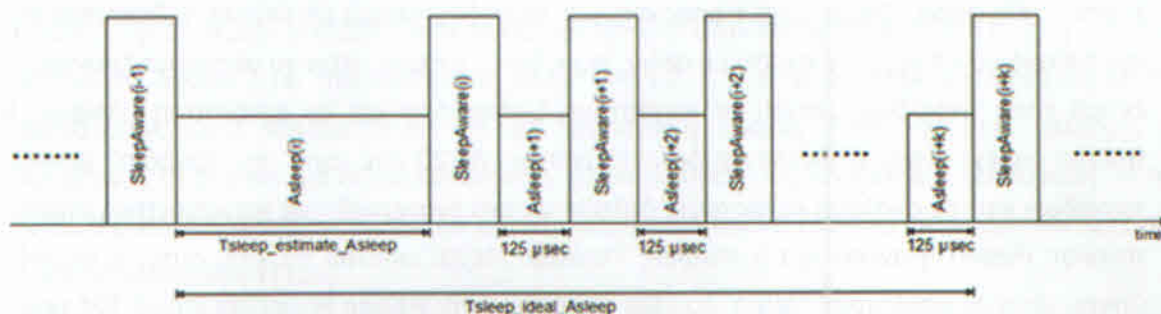 SleepAware(i-1)
Asleep(i)
SleepAware(i)
Asleep(i+1)
SleepAware(i+1)
Asleep(i+2)
SleepAware(i+2)
Asleep(i+k)
SleepAware(i+k)
Tsleep_estimate_Asleep
125 µsec
125 µsec
125 µsec
time
Tsleep_ideal_Asleep